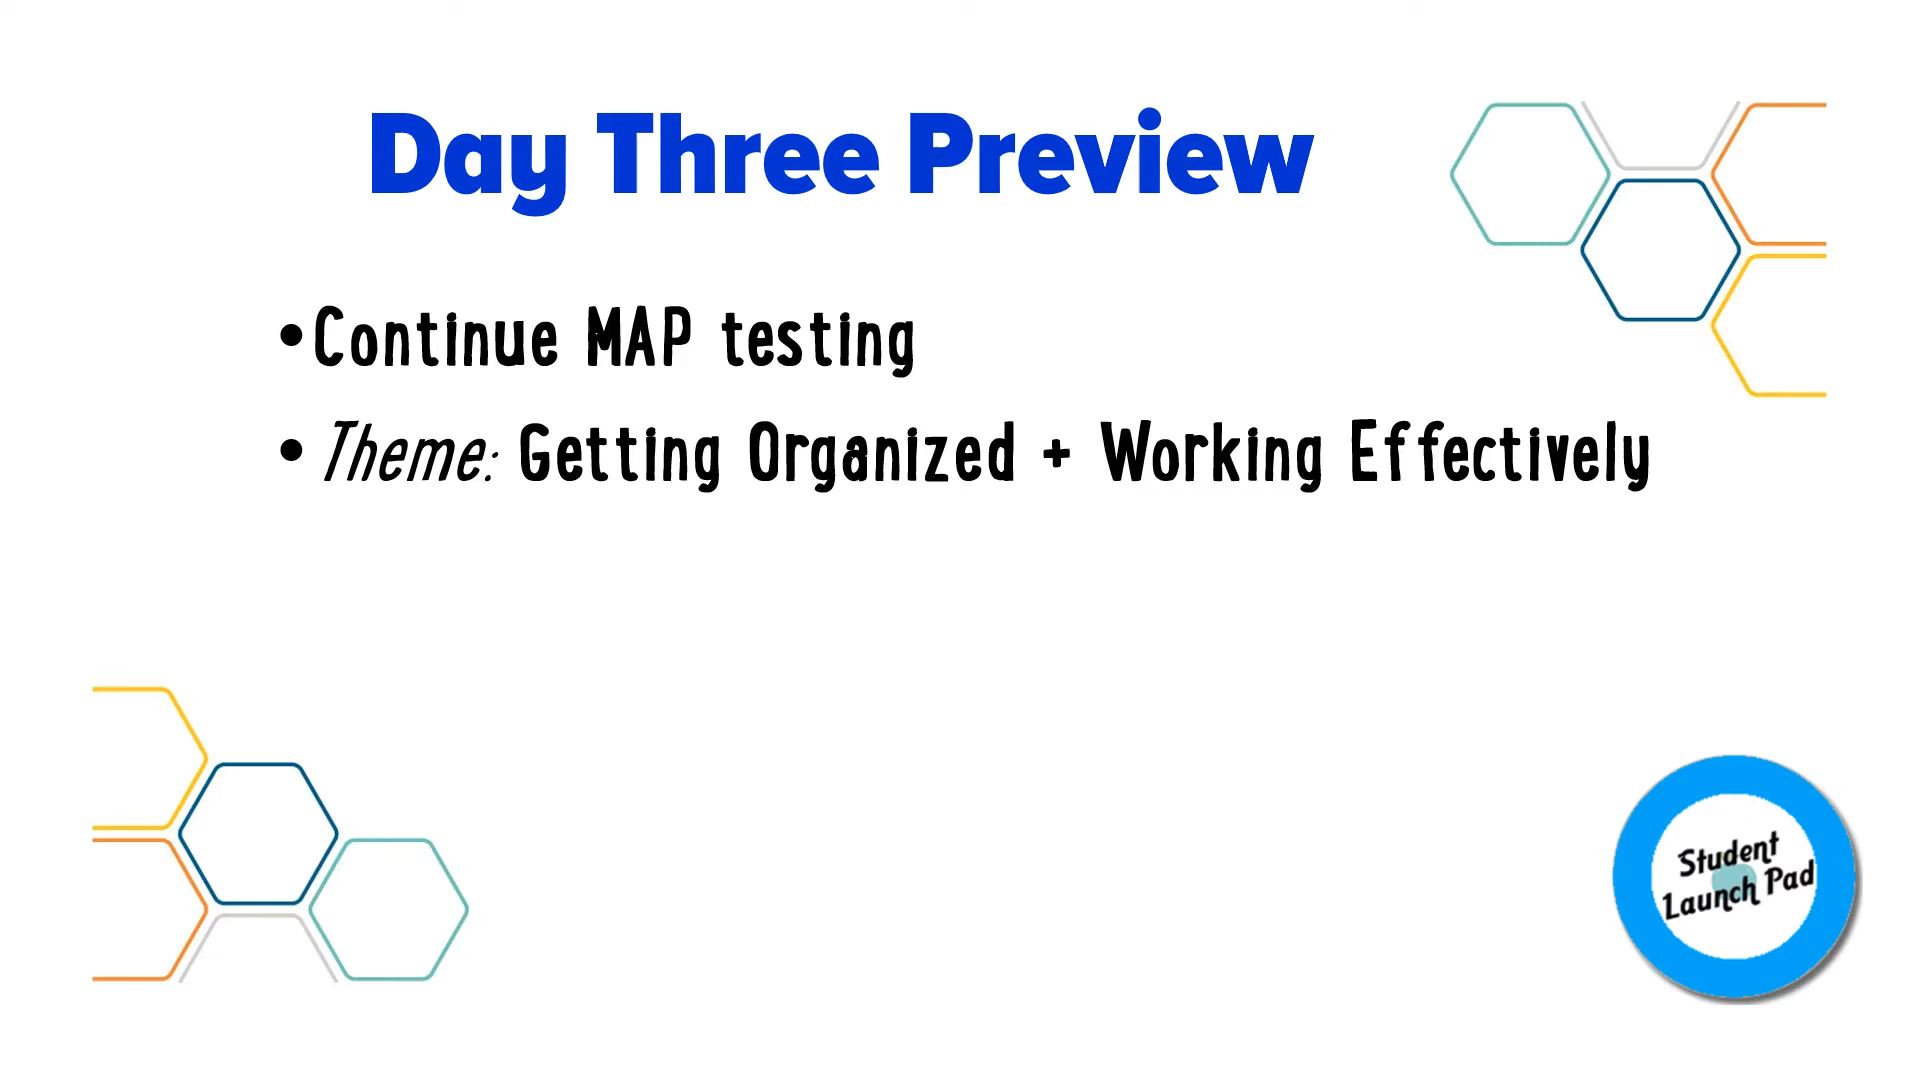 Day Three Preview
•Continue MAP testing
• Theme: Getting Organized + Working Effectively
Student
Launch Pad